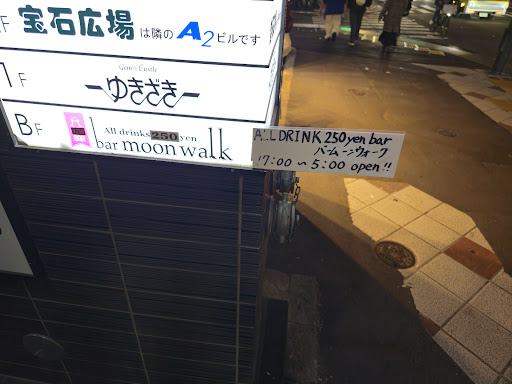 F 宝石広場 は隣の A2 ビルです
1F Gem☆Castle
ゆきざき
BF All drinks 250 yen
bar moon walk
ALL DRINK 250yen bar
バームーンウォーク
17:00 ~ 5:00 open!!